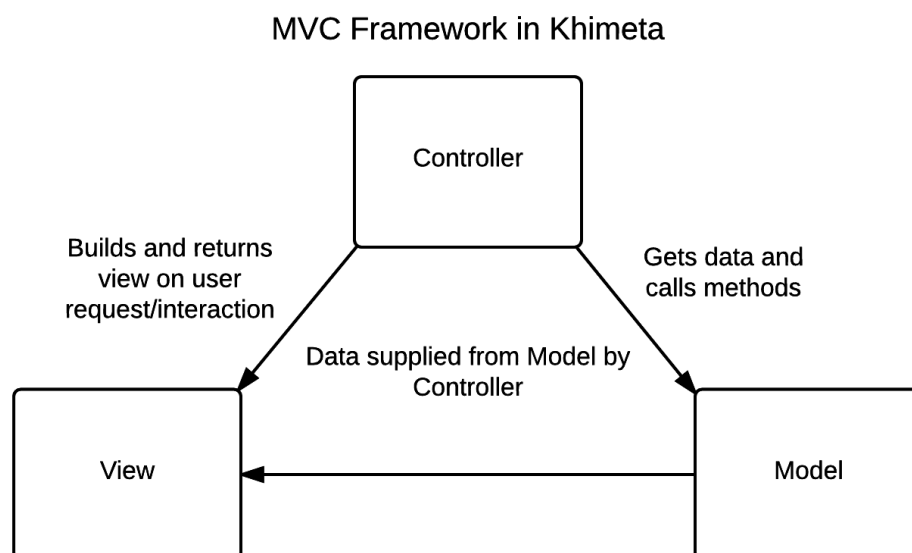 MVC Framework in Khimeta
Controller
Builds and returns
view on user
request/interaction
Gets data and
calls methods
Data supplied from Model by
Controller
View
Model